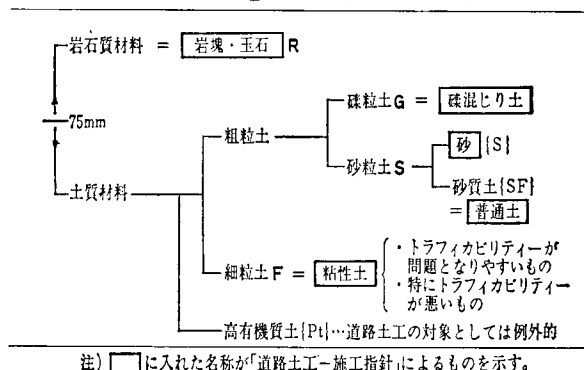 岩石質材料 = 岩塊・玉石 R
75mm
粗粒土
礫粒土G = 礫混じり土
砂粒土S
砂 {S}
砂質土{SF}
= 普通土
土質材料
細粒土F = 粘性土
・トラフィカビリティーが
問題となりやすいもの
・特にトラフィカビリティー
が悪いもの
高有機質土{Pt}…道路土工の対象としては例外的
注) に入れた名称が「道路土工-施工指針」によるものを示す。